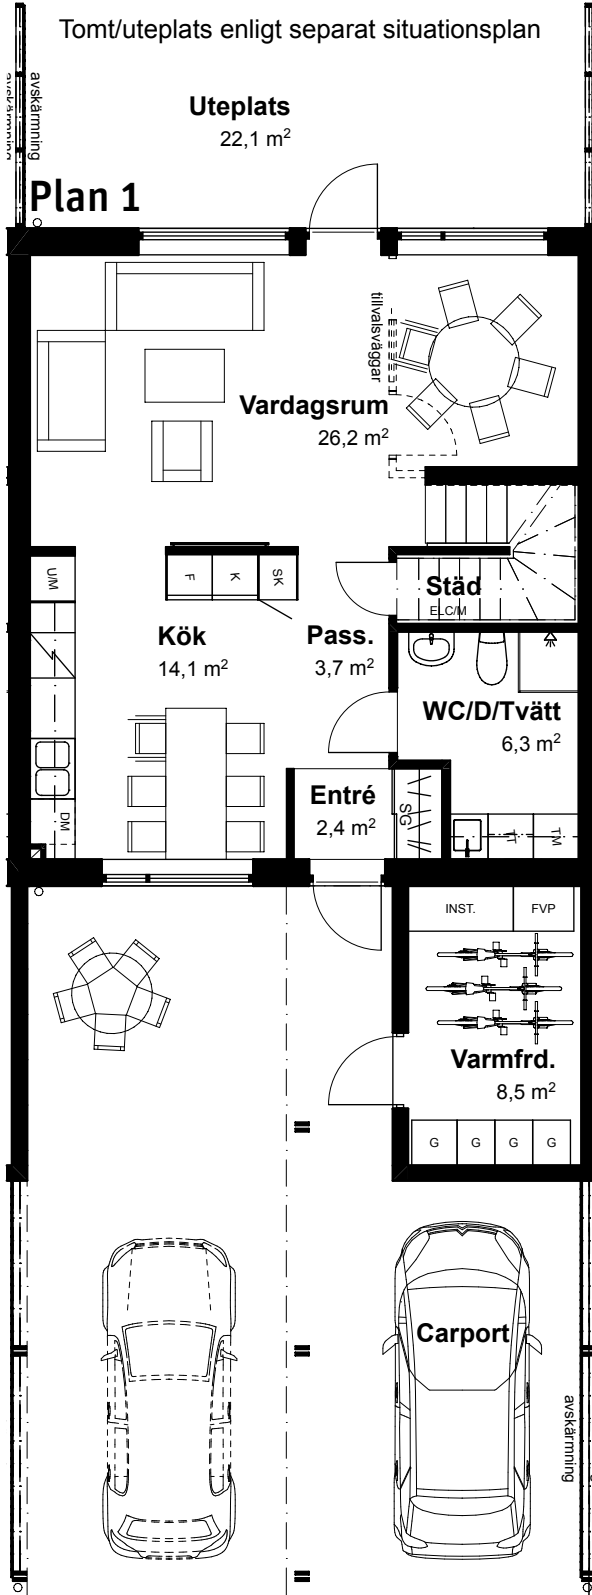 Tomt/uteplats enligt separat situationsplan
avskärmning
avskärmning
Uteplats
22,1 m²
Plan 1
tillvalsväggar
Vardagsrum
26,2 m²
U/M
F
K
SK
Städ
ELC/M
Kök
14,1 m²
Pass.
3,7 m²
WC/D/Tvätt
6,3 m²
Entré
2,4 m²
SG
DM
TT
TM
INST.
FVP
Varmfrd.
8,5 m²
G
G
G
G
Carport
avskärmning